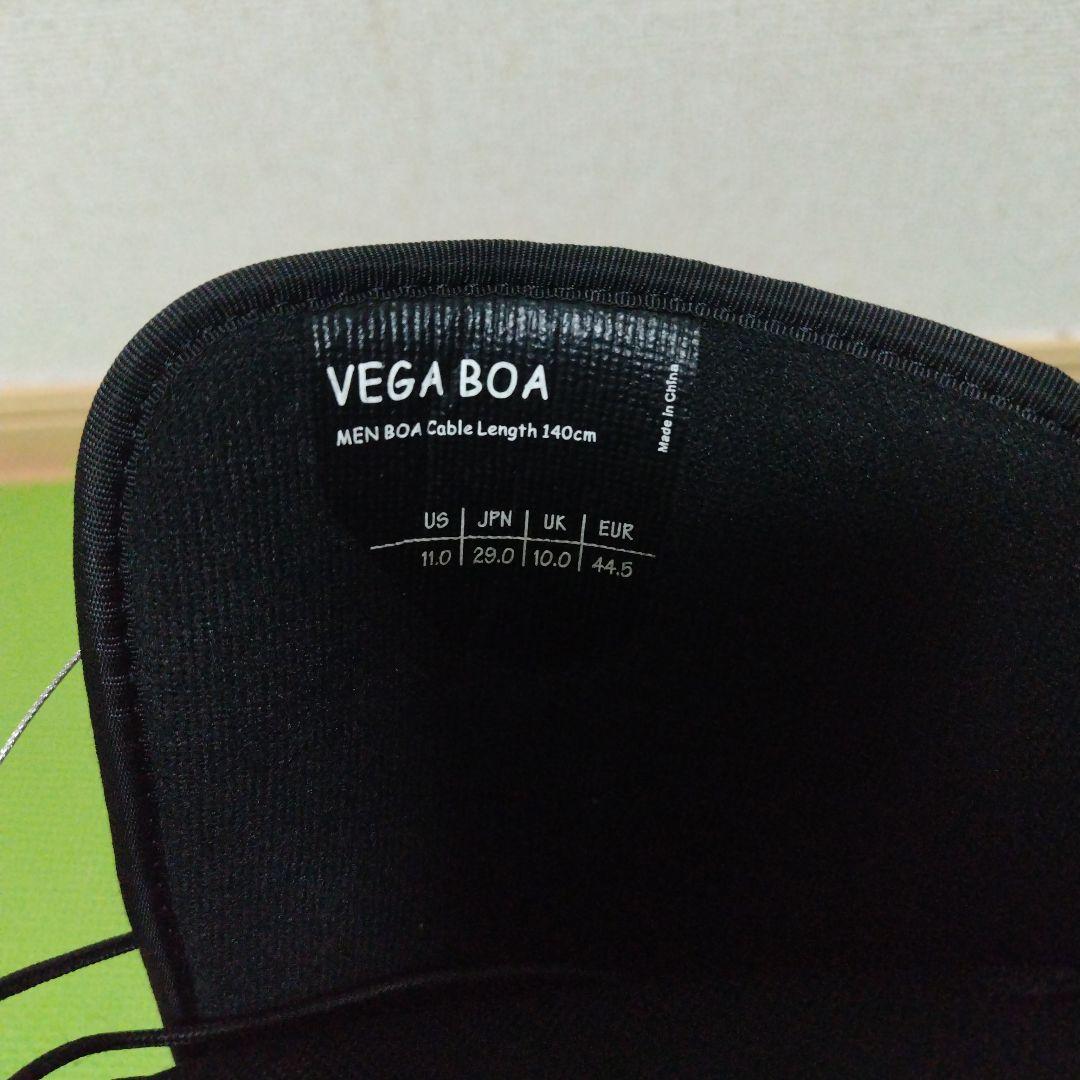 VEGA BOA
MEN BOA Cable Length 140cm
Made in China
US JPN UK EUR
11.0 29.0 10.0 44.5